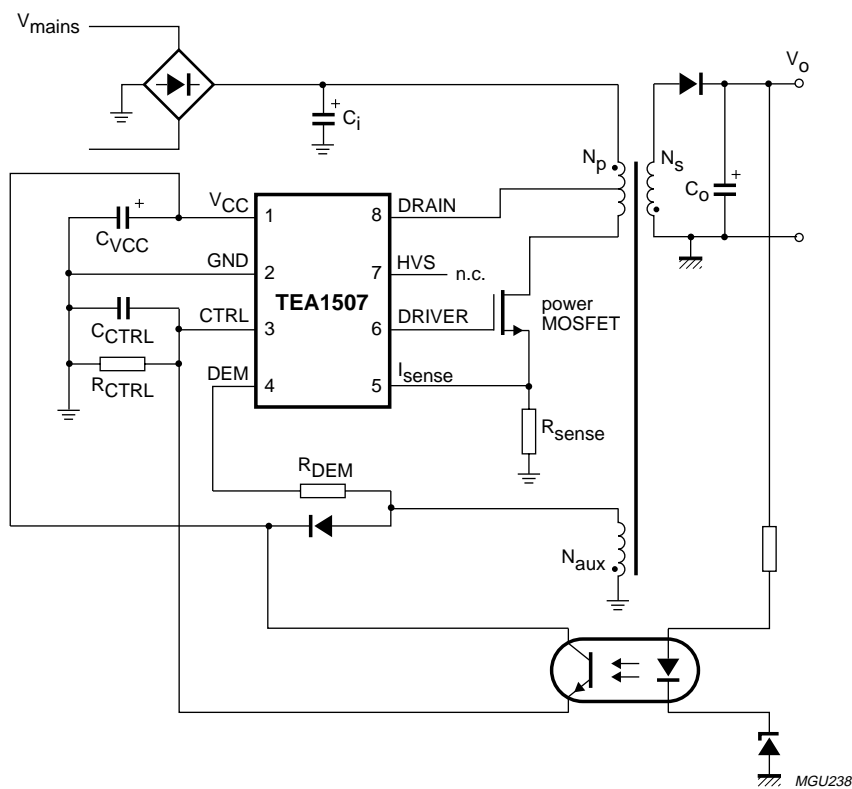 Vmains
Vo
Ci
Np
Ns
Co
VCC
1
8
DRAIN
CVCC
GND
2
7
HVS
n.c.
TEA1507
power
MOSFET
CCTRL
CTRL
3
6
DRIVER
RCTRL
DEM
4
5
Isense
Rsense
RDEM
Naux
MGU238
+
+
+